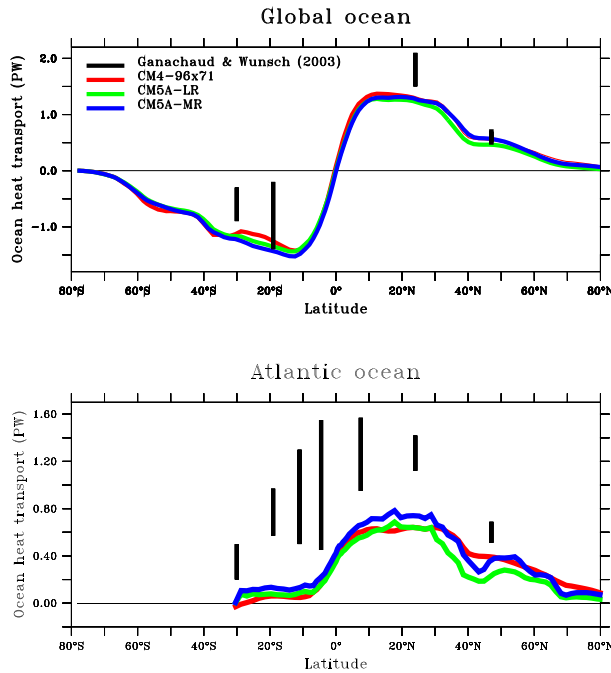 Global ocean
Ocean heat transport (PW)
2.0
1.0
0.0
−1.0
Ganachaud & Wunsch (2003)
CM4−96x71
CM5A−LR
CM5A−MR
80°S 60°S 40°S 20°S 0° 20°N 40°N 60°N 80°N
Latitude
Atlantic ocean
Ocean heat transport (PW)
1.60
1.20
0.80
0.40
0.00
80°S 60°S 40°S 20°S 0° 20°N 40°N 60°N 80°N
Latitude